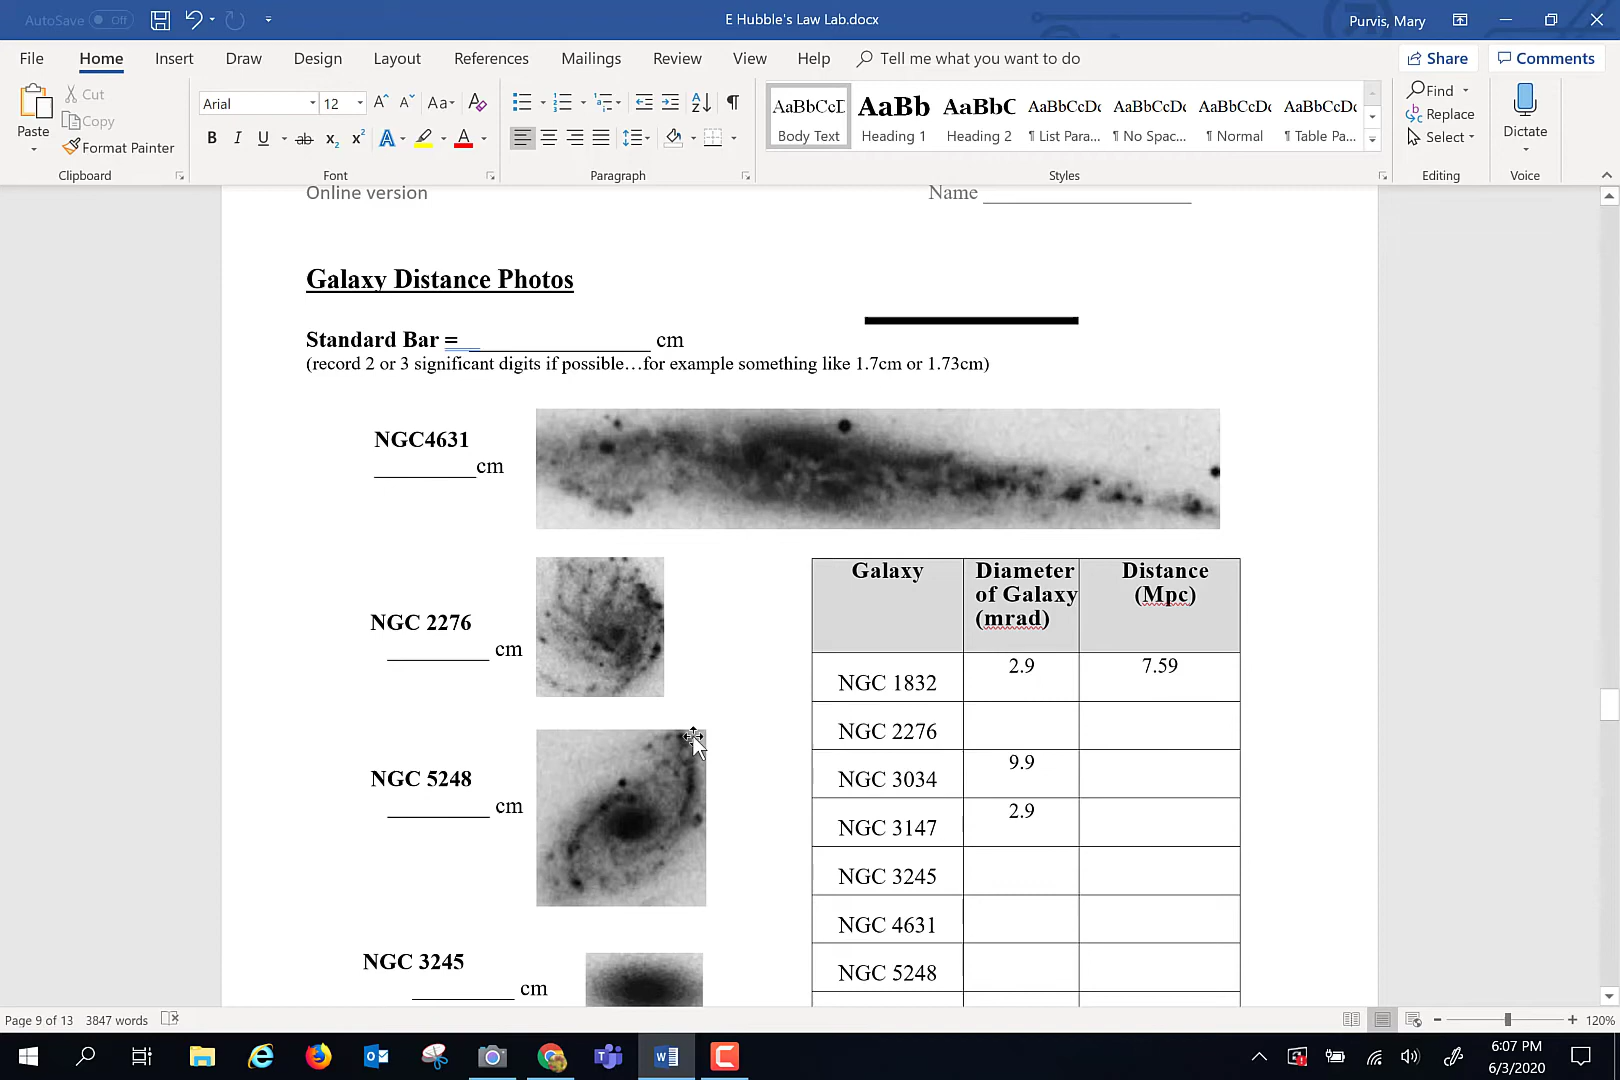 AutoSave Off
E Hubble's Law Lab.docx
Purvis, Mary
File Home Insert Draw Design Layout References Mailings Review View Help Tell me what you want to do Share Comments
Paste
Cut
Copy
Format Painter
Clipboard
Arial 12
Font
Paragraph
AaBbCcI AaBb AaBbC AaBbCcDc AaBbCcDc AaBbCcDc AaBbCcDc
Body Text Heading 1 Heading 2 ¶ List Para... ¶ No Spac... ¶ Normal ¶ Table Pa...
Styles
Find
Replace
Select
Editing
Dictate
Voice
Online version Name ____________________
Galaxy Distance Photos
Standard Bar = __________________ cm
(record 2 or 3 significant digits if possible…for example something like 1.7cm or 1.73cm)
NGC4631
__________cm
NGC 2276
__________ cm
NGC 5248
__________ cm
NGC 3245
__________ cm
Galaxy Diameter of Galaxy (mrad) Distance (Mpc)
NGC 1832 2.9 7.59
NGC 2276
NGC 3034 9.9
NGC 3147 2.9
NGC 3245
NGC 4631
NGC 5248
Page 9 of 13 3847 words 120%
6:07 PM
6/3/2020